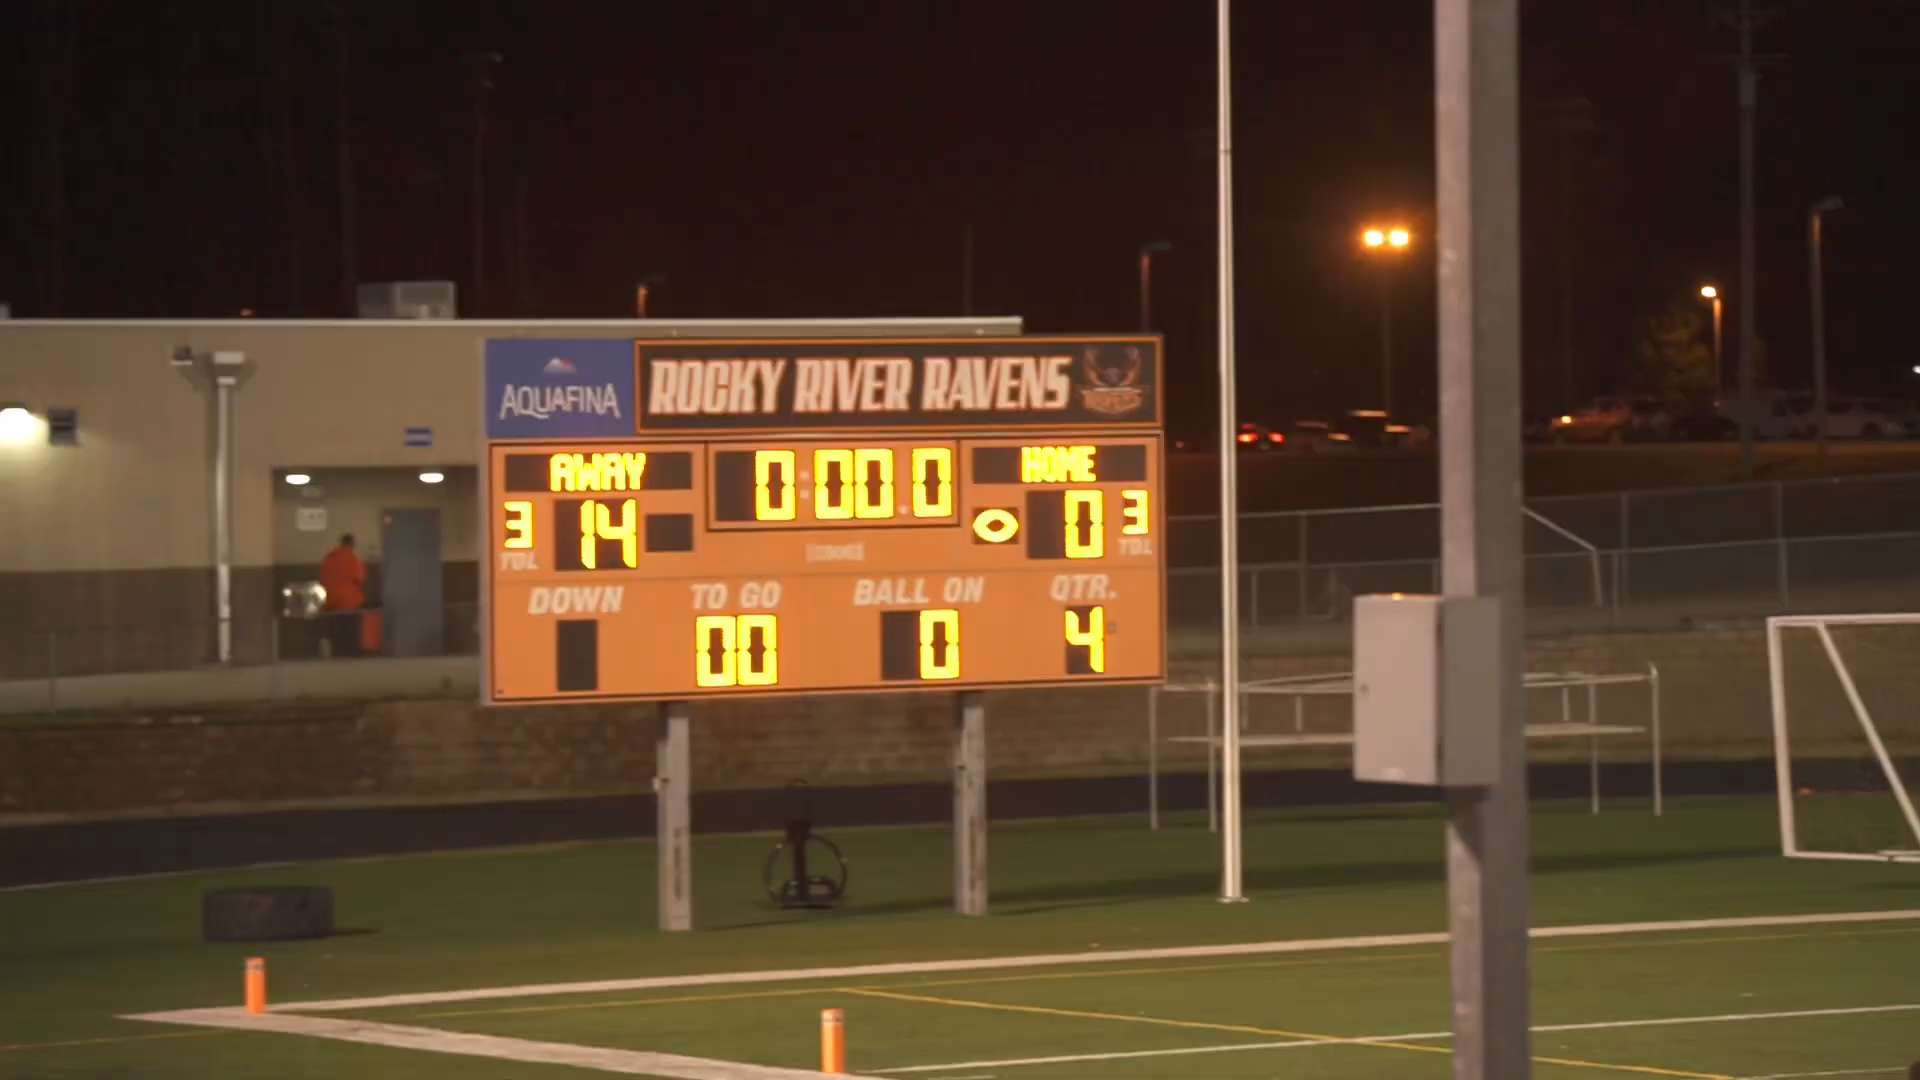 AQUAFINA
ROCKY RIVER RAVENS
AWAY
0:00.0
HOME
3
14
0
3
TOL
TOL
DOWN
TO GO
BALL ON
QTR.
00
0
4